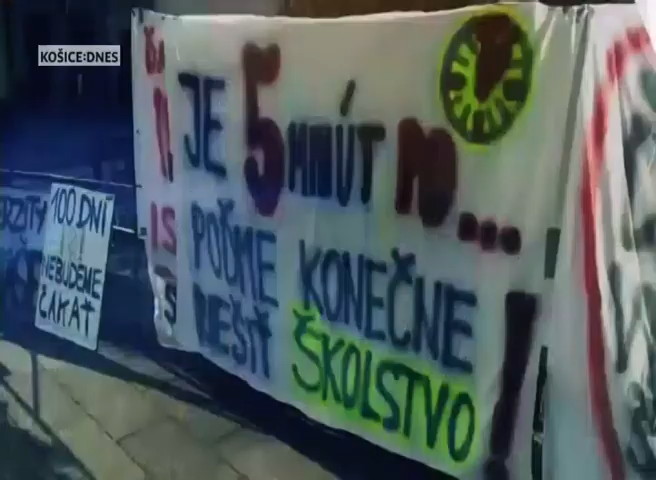 KOŠICE:DNES
JE 5 MINÚT PO...
POĎME KONEČNE
RIEŠIŤ ŠKOLSTVO!
100 DNÍ
NEBUDEME
ČAKAŤ